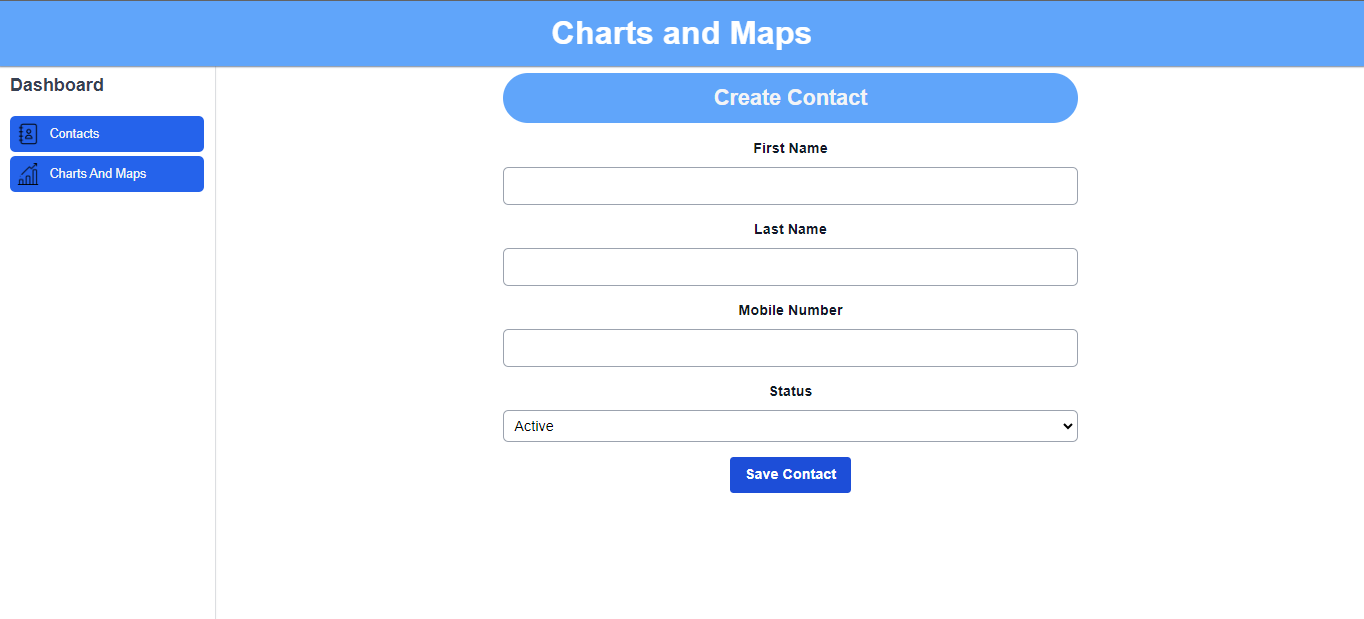 Charts and Maps
Dashboard
Contacts
Charts And Maps
Create Contact
First Name
Last Name
Mobile Number
Status
Active
Save Contact